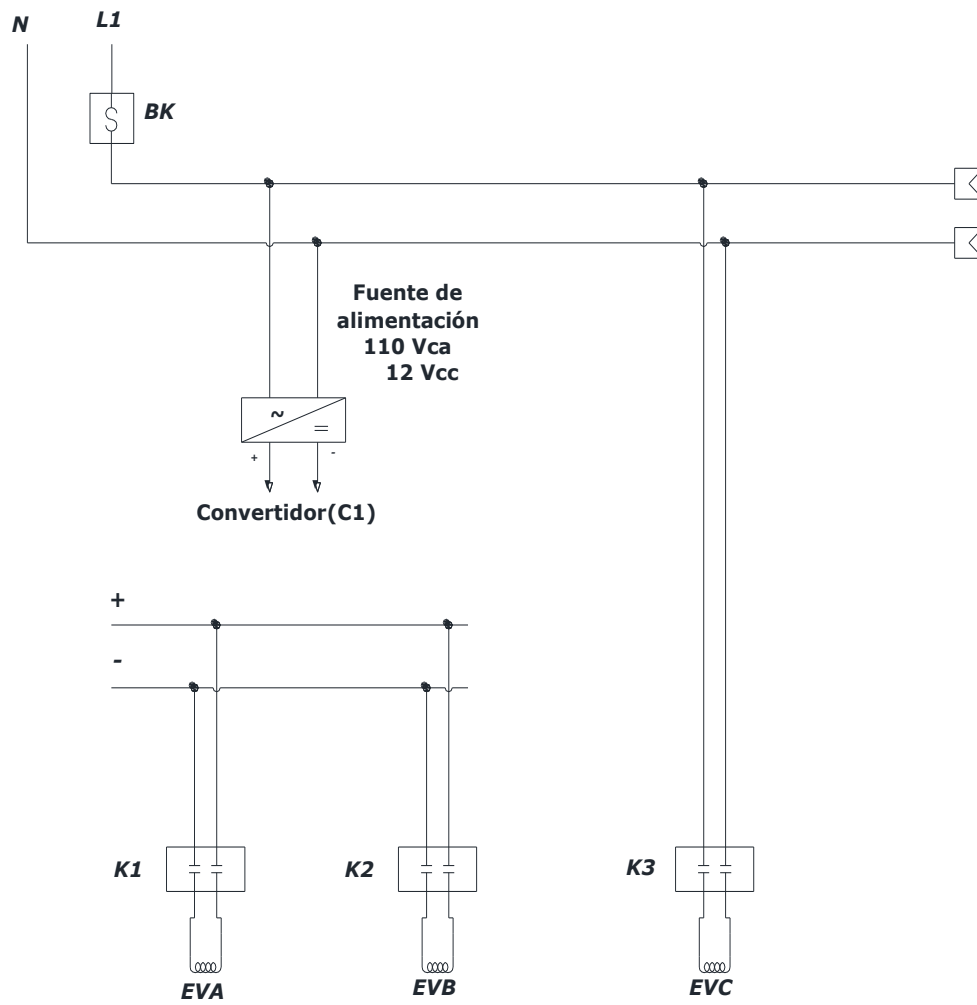 N
L1
BK
Fuente de
alimentación
110 Vca
12 Vcc
~
=
+
-
Convertidor(C1)
+
-
K1
K2
K3
EVA
EVB
EVC